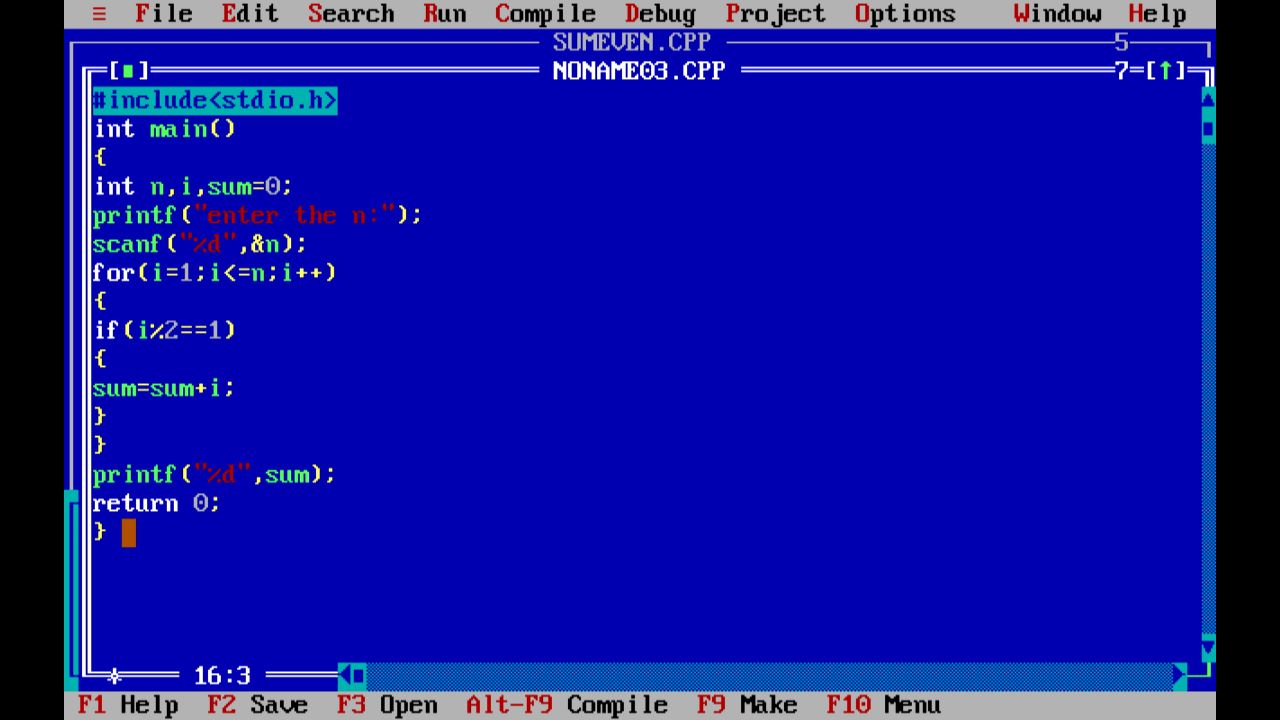 ≡ File Edit Search Run Compile Debug Project Options Window Help
SUMEVEN.CPP 5
[■] NONAME03.CPP 7=[↑]
#include<stdio.h>
int main()
{
int n,i,sum=0;
printf("enter the n:");
scanf("%d",&n);
for(i=1;i<=n;i++)
{
if(i%2==1)
{
sum=sum+i;
}
}
printf("%d",sum);
return 0;
}
16:3
F1 Help F2 Save F3 Open Alt-F9 Compile F9 Make F10 Menu